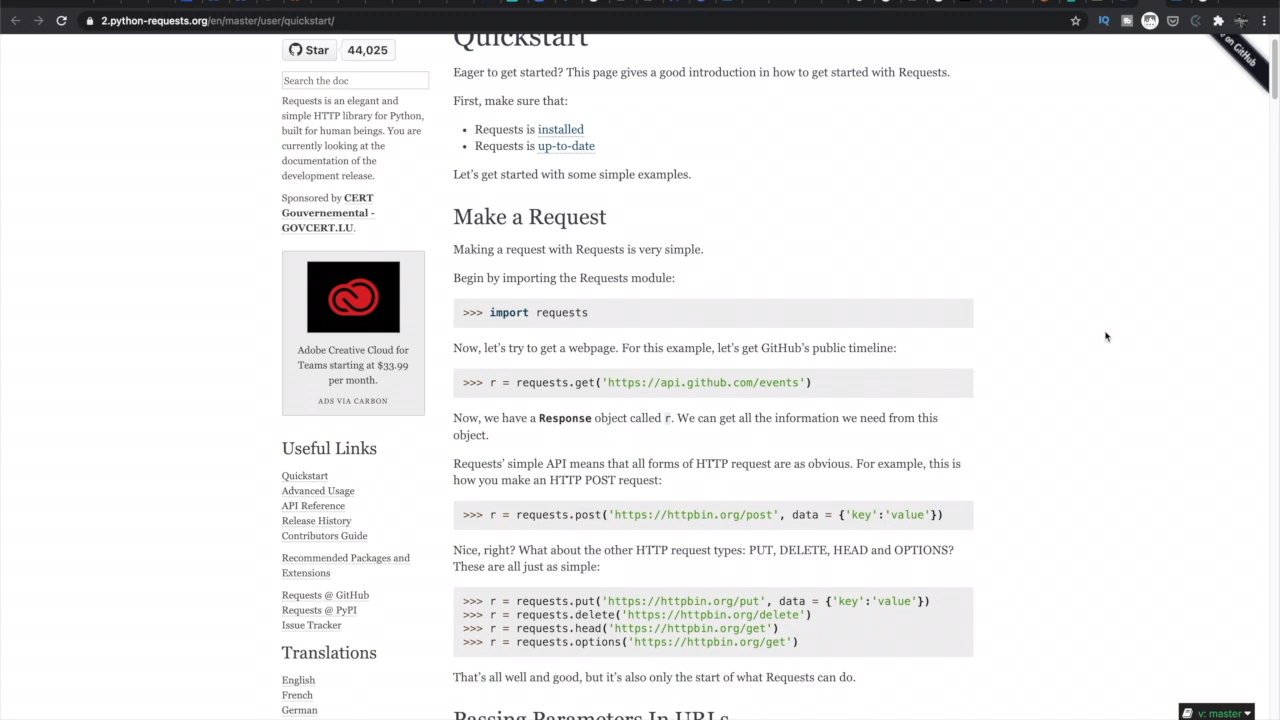 2.python-requests.org/en/master/user/quickstart/
IQ
on GitHub
Star 44,025
Search the doc
Requests is an elegant and
simple HTTP library for Python,
built for human beings. You are
currently looking at the
documentation of the
development release.
Sponsored by CERT
Gouvernemental -
GOVCERT.LU.
Adobe Creative Cloud for
Teams starting at $33.99
per month.
ADS VIA CARBON
Useful Links
Quickstart
Advanced Usage
API Reference
Release History
Contributors Guide
Recommended Packages and
Extensions
Requests @ GitHub
Requests @ PyPI
Issue Tracker
Translations
English
French
German
Quickstart
Eager to get started? This page gives a good introduction in how to get started with Requests.
First, make sure that:
• Requests is installed
• Requests is up-to-date
Let’s get started with some simple examples.
Make a Request
Making a request with Requests is very simple.
Begin by importing the Requests module:
>>> import requests
Now, let’s try to get a webpage. For this example, let’s get GitHub’s public timeline:
>>> r = requests.get('https://api.github.com/events')
Now, we have a Response object called r. We can get all the information we need from this
object.
Requests’ simple API means that all forms of HTTP request are as obvious. For example, this is
how you make an HTTP POST request:
>>> r = requests.post('https://httpbin.org/post', data = {'key':'value'})
Nice, right? What about the other HTTP request types: PUT, DELETE, HEAD and OPTIONS?
These are all just as simple:
>>> r = requests.put('https://httpbin.org/put', data = {'key':'value'})
>>> r = requests.delete('https://httpbin.org/delete')
>>> r = requests.head('https://httpbin.org/get')
>>> r = requests.options('https://httpbin.org/get')
That’s all well and good, but it’s also only the start of what Requests can do.
Passing Parameters In URLs
v: master